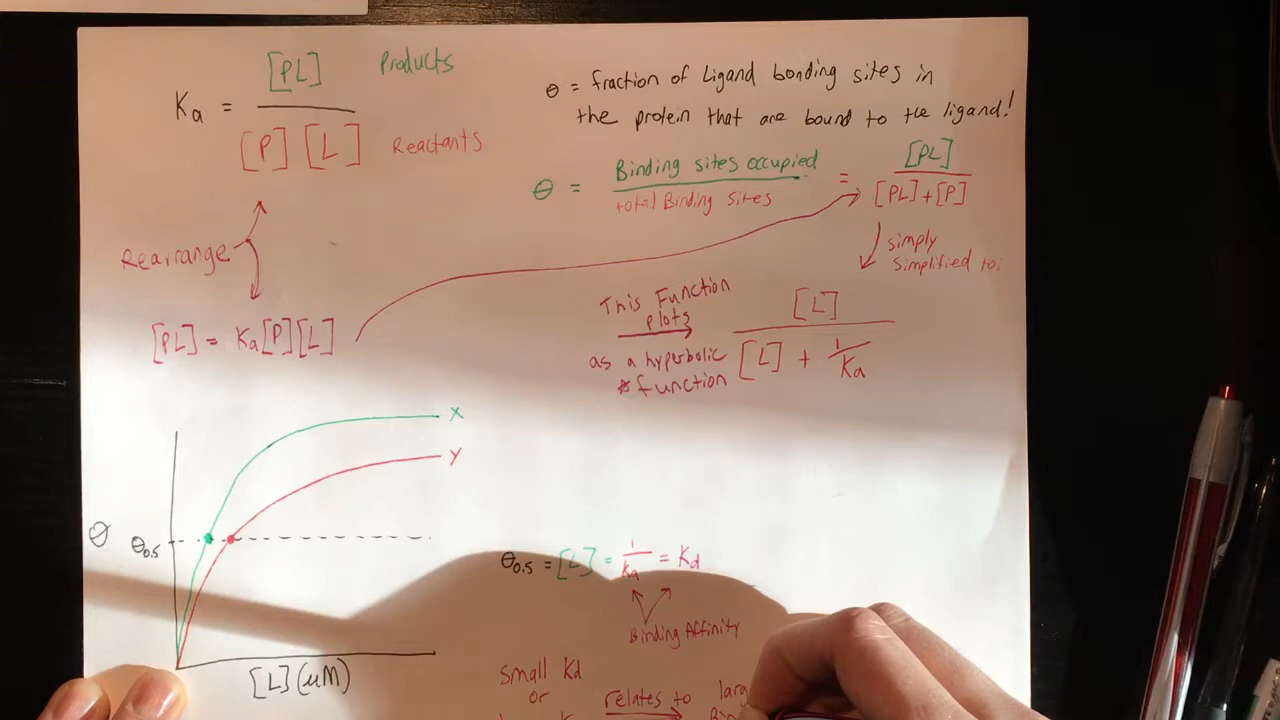 [PL] Products
Ka =
[P] [L] Reactants
Rearrange
[PL] = Ka[P][L]
θ = fraction of Ligand bonding sites in
the protein that are bound to the ligand!
θ = Binding sites occupied = [PL]
total Binding sites [PL]+[P]
simply
simplified to:
This Function
plots
as a hyperbolic
function
[L]
[L] + 1/Ka
X
Y
θ
θ0.5
[L] (uM)
θ0.5 = [L] = 1/Ka = Kd
Binding Affinity
small Kd
or
relates to